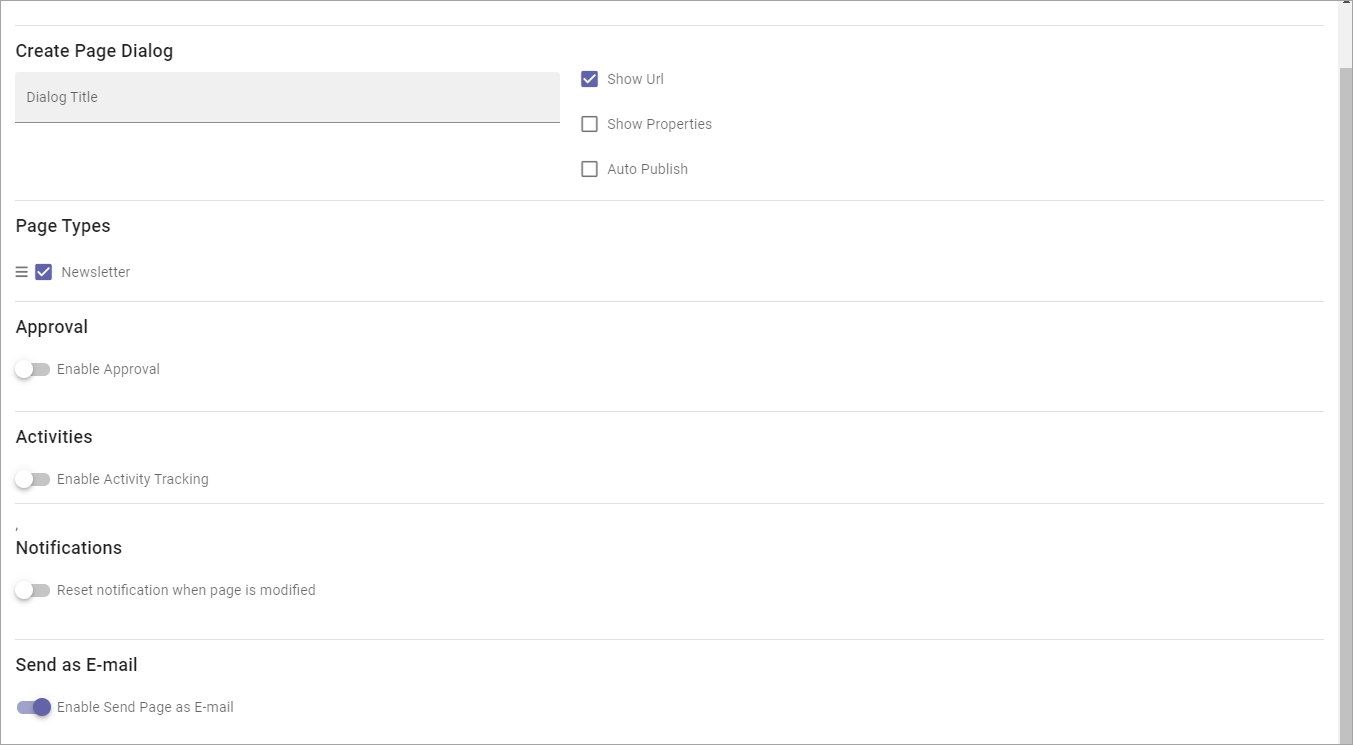 Create Page Dialog
Dialog Title
Show Url
Show Properties
Auto Publish
Page Types
Newsletter
Approval
Enable Approval
Activities
Enable Activity Tracking
,
Notifications
Reset notification when page is modified
Send as E-mail
Enable Send Page as E-mail